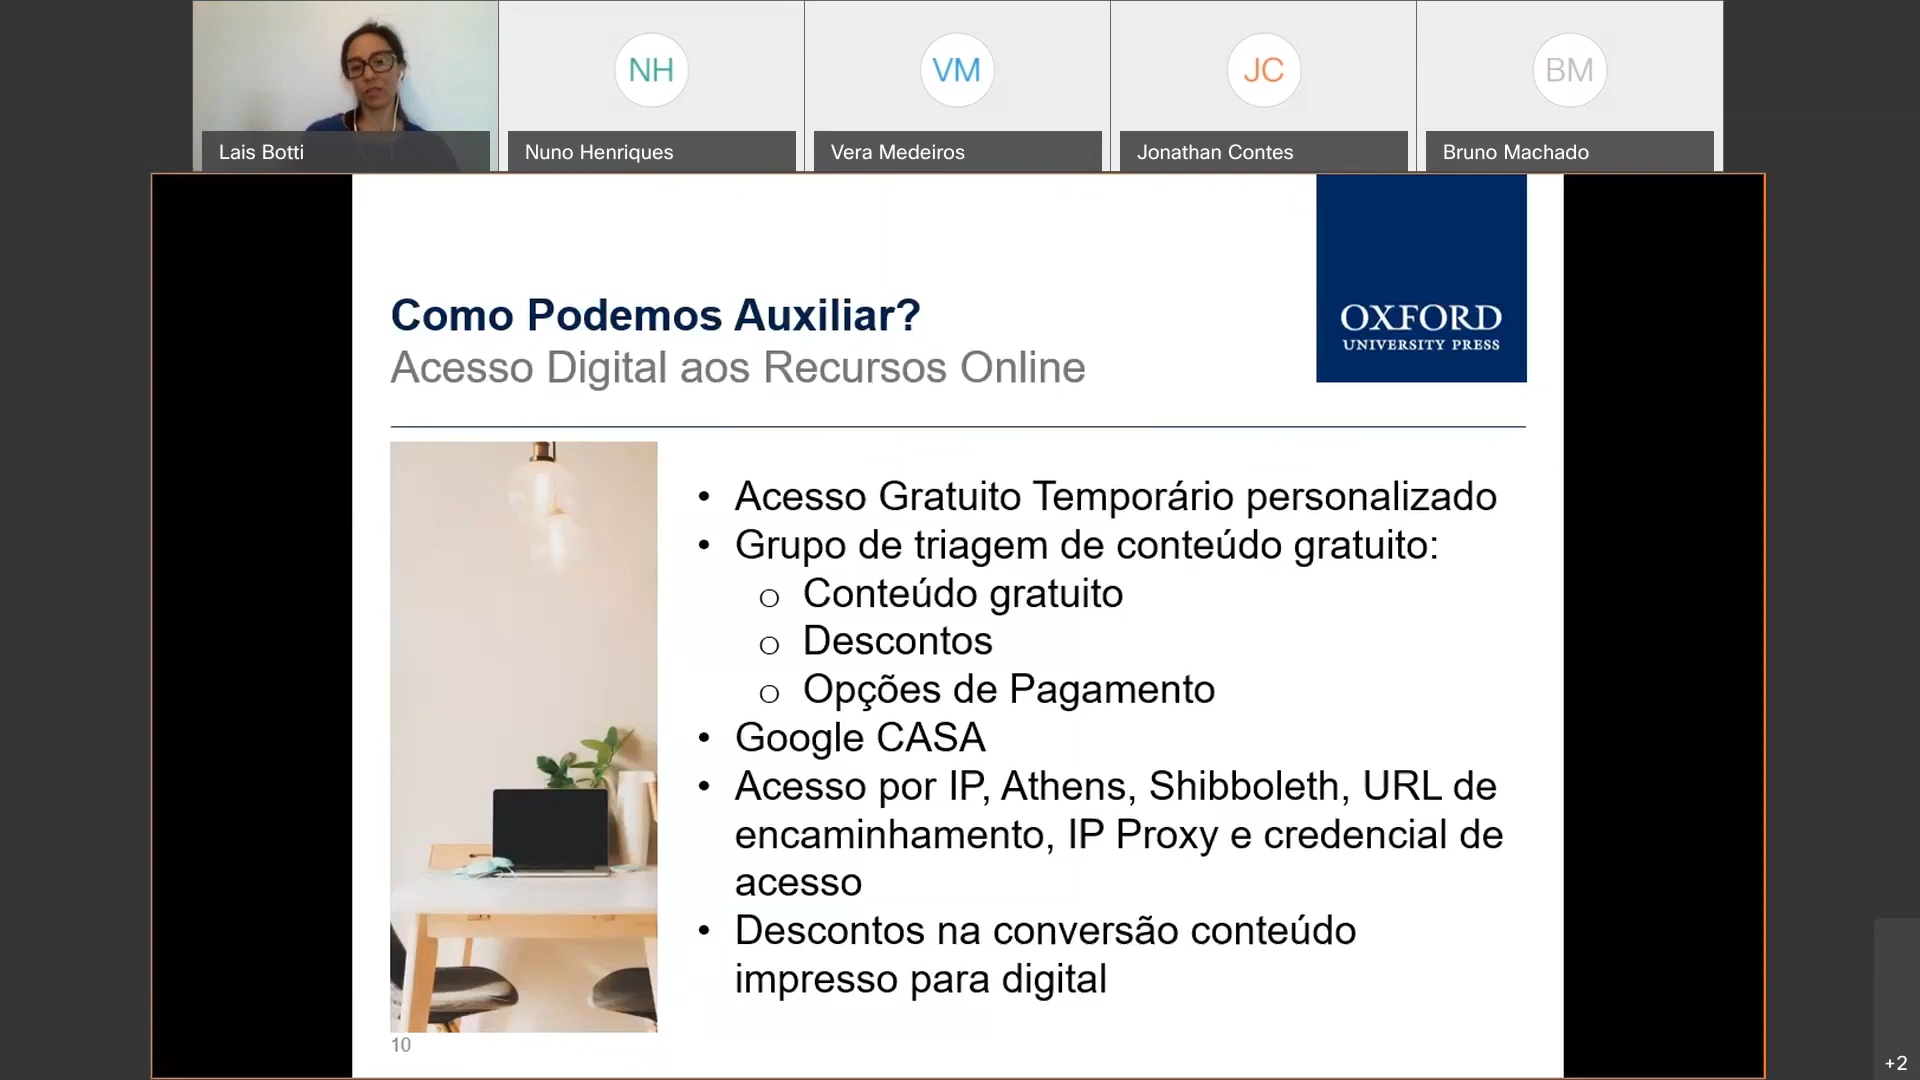 NH
VM
JC
BM
Lais Botti
Nuno Henriques
Vera Medeiros
Jonathan Contes
Bruno Machado
OXFORD
UNIVERSITY PRESS
Como Podemos Auxiliar?
Acesso Digital aos Recursos Online
• Acesso Gratuito Temporário personalizado
• Grupo de triagem de conteúdo gratuito:
o Conteúdo gratuito
o Descontos
o Opções de Pagamento
• Google CASA
• Acesso por IP, Athens, Shibboleth, URL de
encaminhamento, IP Proxy e credencial de
acesso
• Descontos na conversão conteúdo
impresso para digital
10
+2